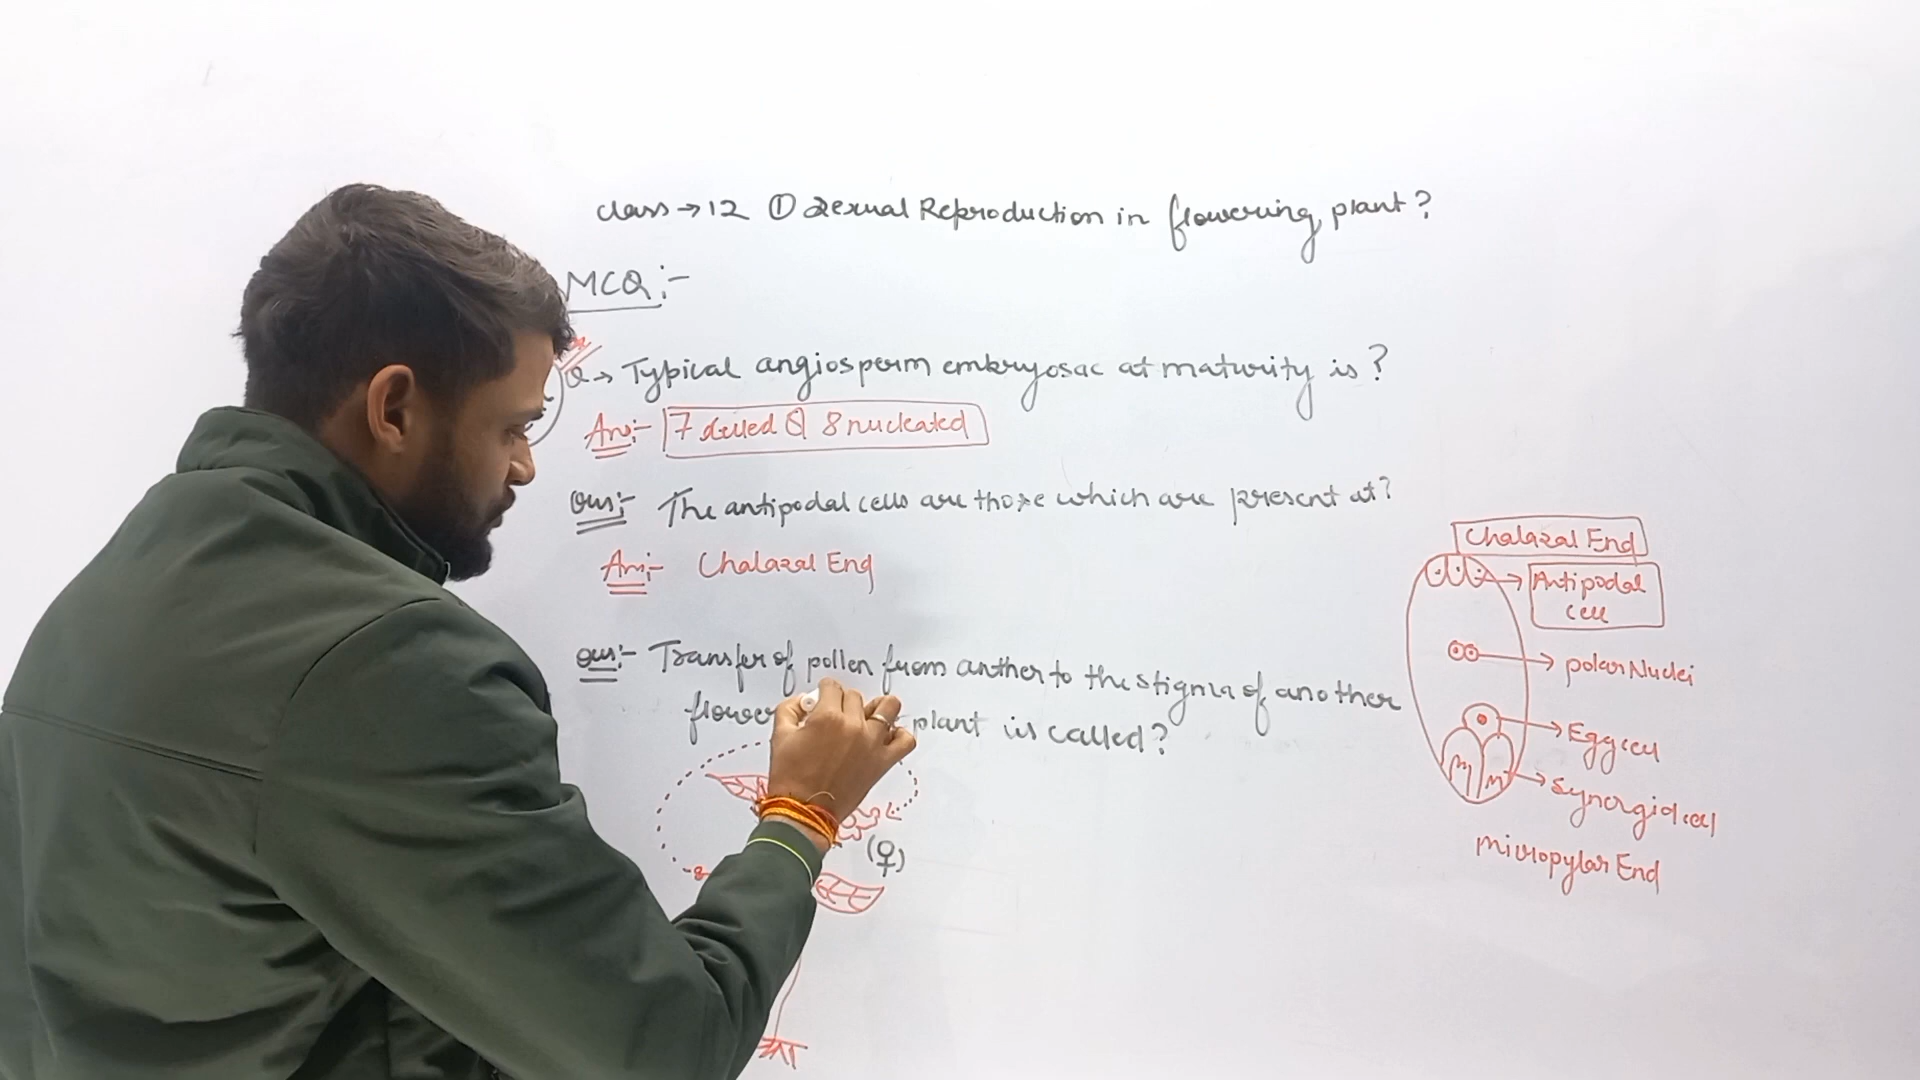 class → 12 ① Sexual Reproduction in flowering plant?
MCQ:-
Q→ Typical angiosperm embryosac at maturity is?
Ans:- 7 celled & 8 nucleated
Ques:- The antipodal cells are those which are present at?
Ans:- Chalazal End
Ques:- Transfer of pollen from anther to the stigma of another
flower plant is called?
(♀)
Chalazal End
Antipodal
cell
polar Nuclei
Egg cell
Synergid cell
Micropylar End